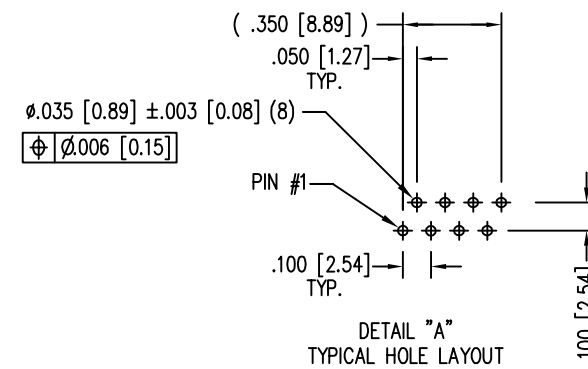 ( .350 [8.89] )
.050 [1.27]
TYP.
⌀.035 [0.89] ±.003 [0.08] (8)
⌖ ⌀.006 [0.15]
PIN #1
.100 [2.54]
TYP.
.100 [2.54]
DETAIL "A"
TYPICAL HOLE LAYOUT